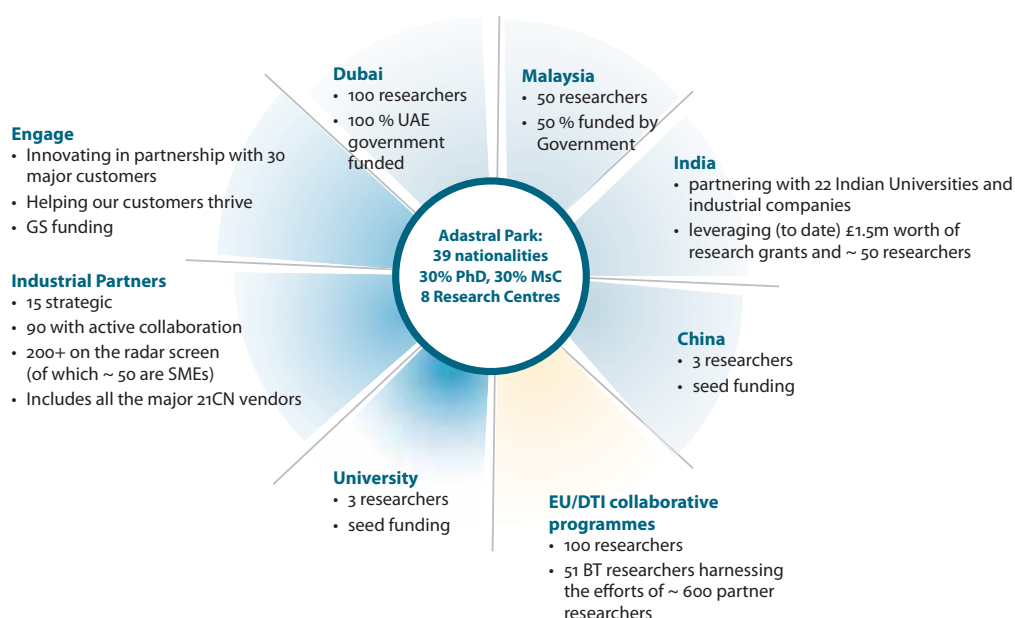 Dubai
• 100 researchers
• 100 % UAE
government
funded
Malaysia
• 50 researchers
• 50 % funded by
Government
Engage
• Innovating in partnership with 30
major customers
• Helping our customers thrive
• GS funding
India
• partnering with 22 Indian Universities and
industrial companies
• leveraging (to date) £1.5m worth of
research grants and ~ 50 researchers
Adastral Park:
39 nationalities
30% PhD, 30% MsC
8 Research Centres
Industrial Partners
• 15 strategic
• 90 with active collaboration
• 200+ on the radar screen
(of which ~ 50 are SMEs)
• Includes all the major 21CN vendors
China
• 3 researchers
• seed funding
University
• 3 researchers
• seed funding
EU/DTI collaborative
programmes
• 100 researchers
• 51 BT researchers harnessing
the efforts of ~ 600 partner
researchers